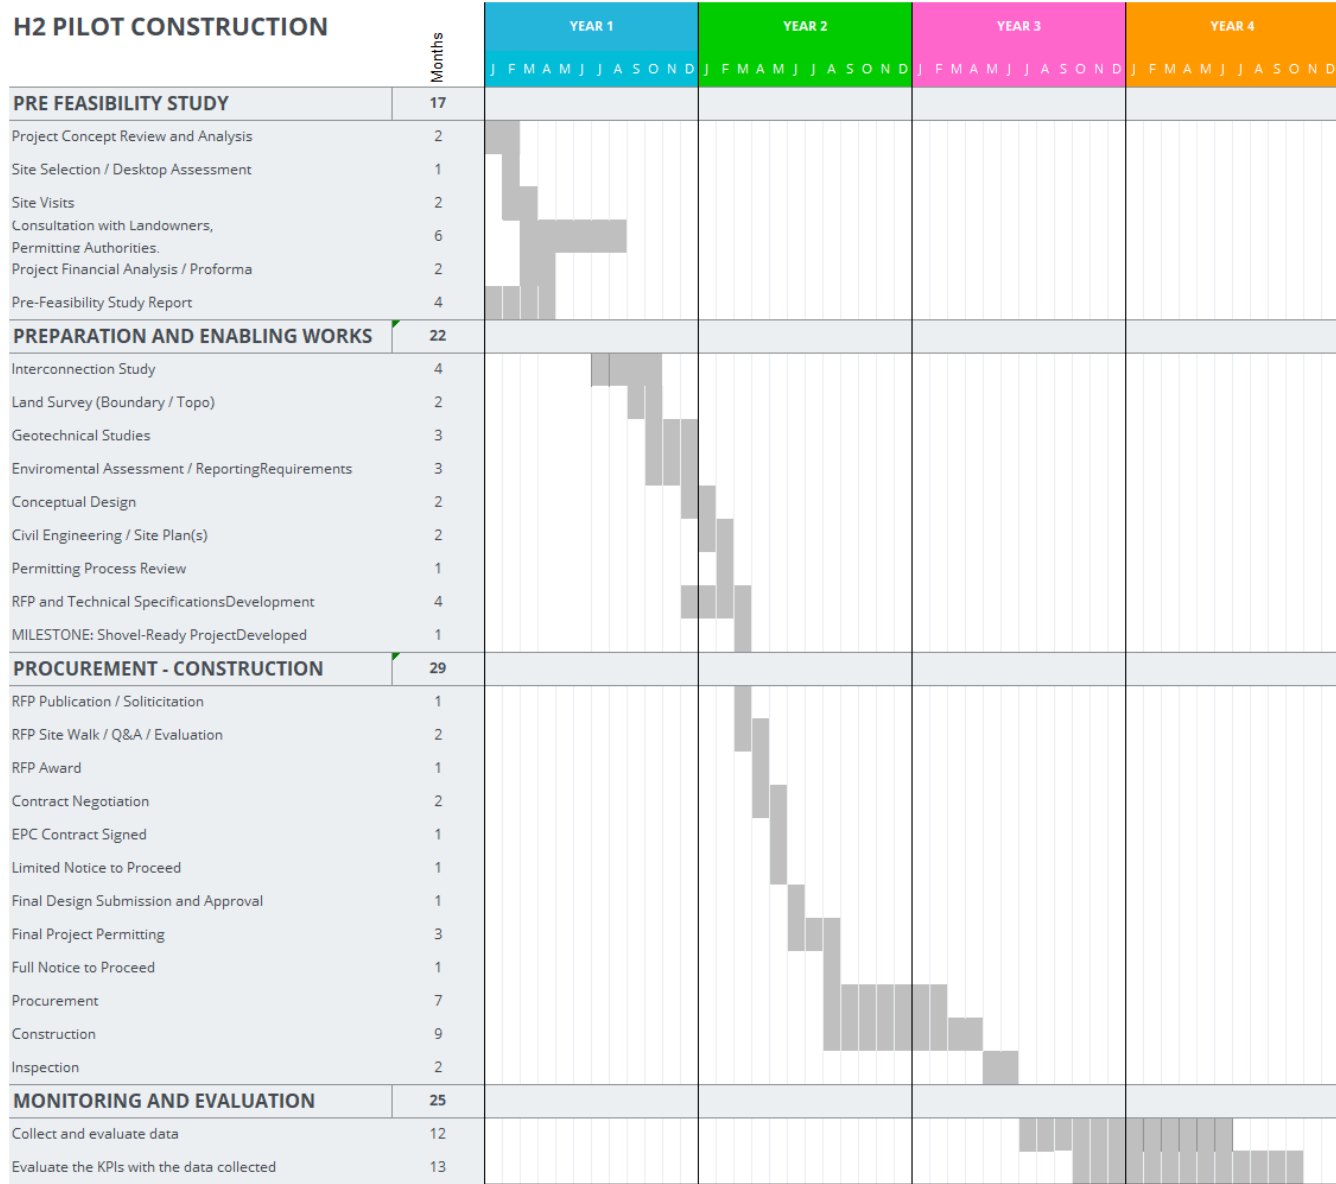 H2 PILOT CONSTRUCTION
Months
YEAR 1 YEAR 2 YEAR 3 YEAR 4
J F M A M J J A S O N D J F M A M J J A S O N D J F M A M J J A S O N D J F M A M J J A S O N D
PRE FEASIBILITY STUDY 17
Project Concept Review and Analysis 2
Site Selection / Desktop Assessment 1
Site Visits 2
Consultation with Landowners,
Permitting Authorities. 6
Project Financial Analysis / Proforma 2
Pre-Feasibility Study Report 4
PREPARATION AND ENABLING WORKS 22
Interconnection Study 4
Land Survey (Boundary / Topo) 2
Geotechnical Studies 3
Enviromental Assessment / ReportingRequirements 3
Conceptual Design 2
Civil Engineering / Site Plan(s) 2
Permitting Process Review 1
RFP and Technical SpecificationsDevelopment 4
MILESTONE: Shovel-Ready ProjectDeveloped 1
PROCUREMENT - CONSTRUCTION 29
RFP Publication / Soliticitation 1
RFP Site Walk / Q&A / Evaluation 2
RFP Award 1
Contract Negotiation 2
EPC Contract Signed 1
Limited Notice to Proceed 1
Final Design Submission and Approval 1
Final Project Permitting 3
Full Notice to Proceed 1
Procurement 7
Construction 9
Inspection 2
MONITORING AND EVALUATION 25
Collect and evaluate data 12
Evaluate the KPIs with the data collected 13